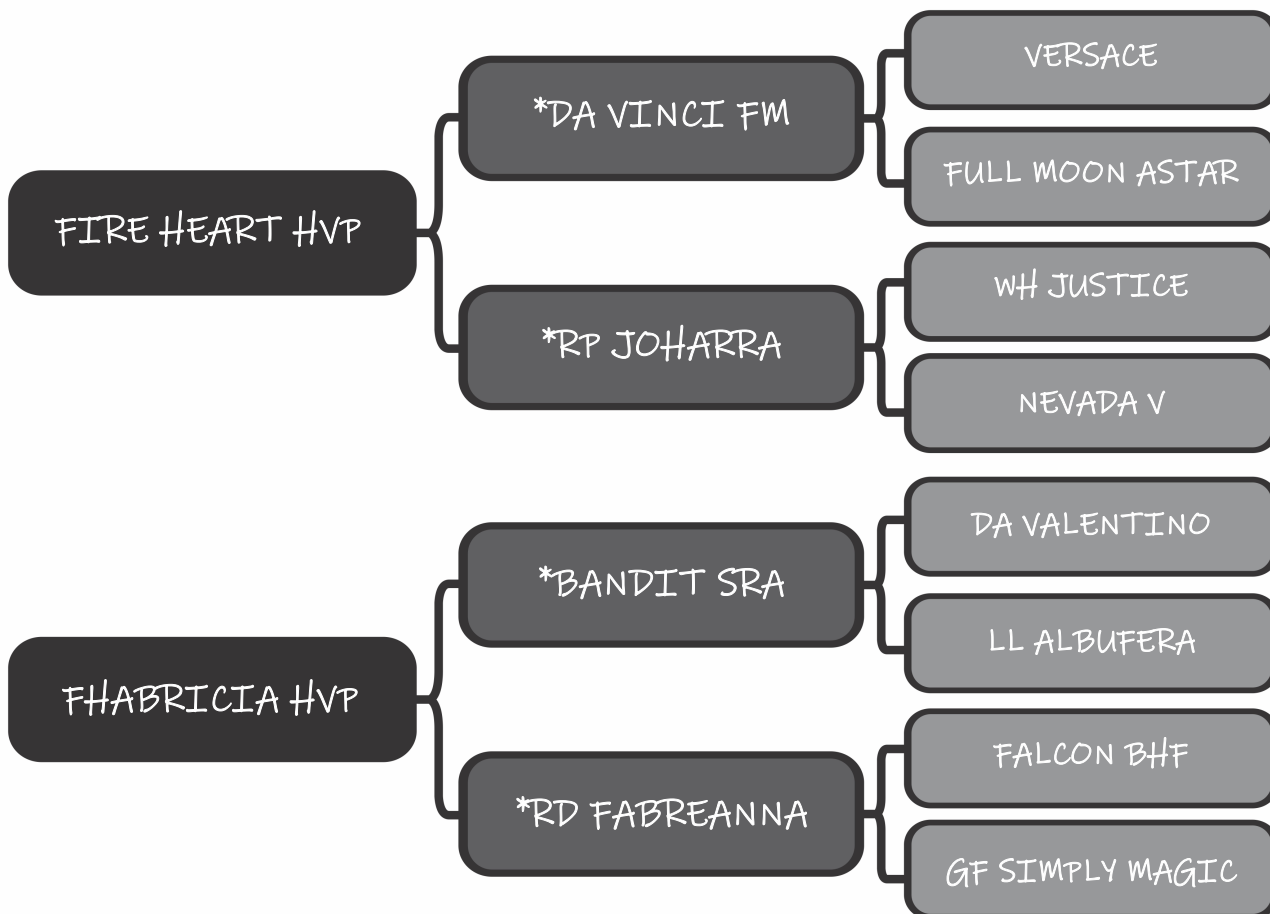 FIRE HEART HVP
*DA VINCI FM
*RP JOHARRA
VERSACE
FULL MOON ASTAR
WH JUSTICE
NEVADA V
FHABRICIA HVP
*BANDIT SRA
*RD FABREANNA
DA VALENTINO
LL ALBUFERA
FALCON BHF
GF SIMPLY MAGIC